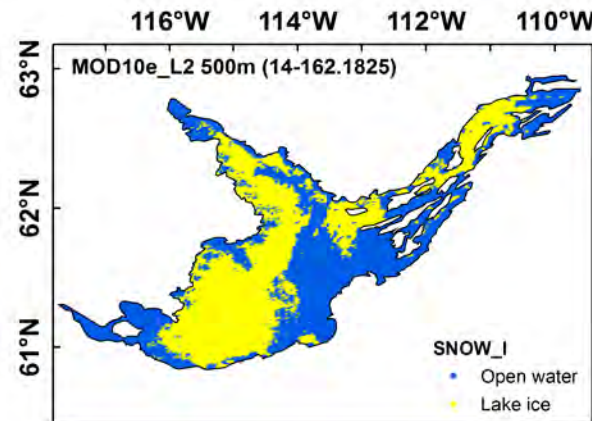 116°W 114°W 112°W 110°W
63°N
MOD10e_L2 500m (14-162.1825)
62°N
61°N
SNOW_I
Open water
Lake ice